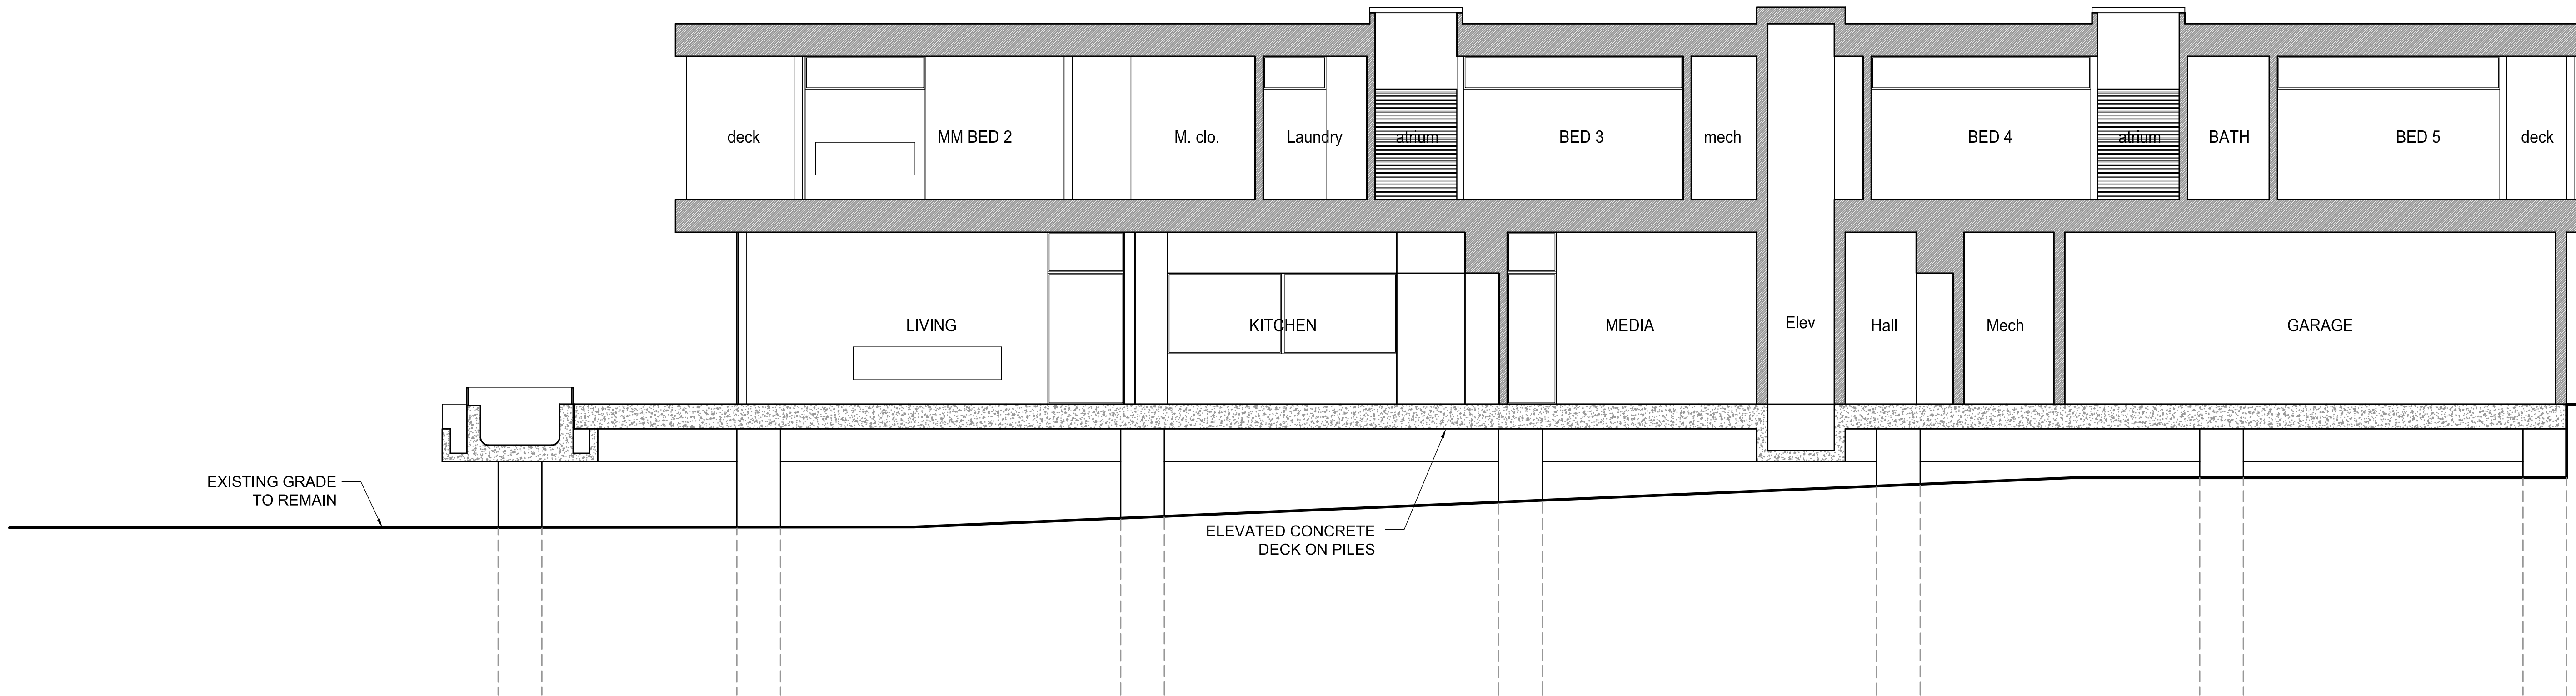 deck
MM BED 2
M. clo.
Laundry
atrium
BED 3
mech
BED 4
atrium
BATH
BED 5
deck
LIVING
KITCHEN
MEDIA
Elev
Hall
Mech
GARAGE
EXISTING GRADE
TO REMAIN
ELEVATED CONCRETE
DECK ON PILES